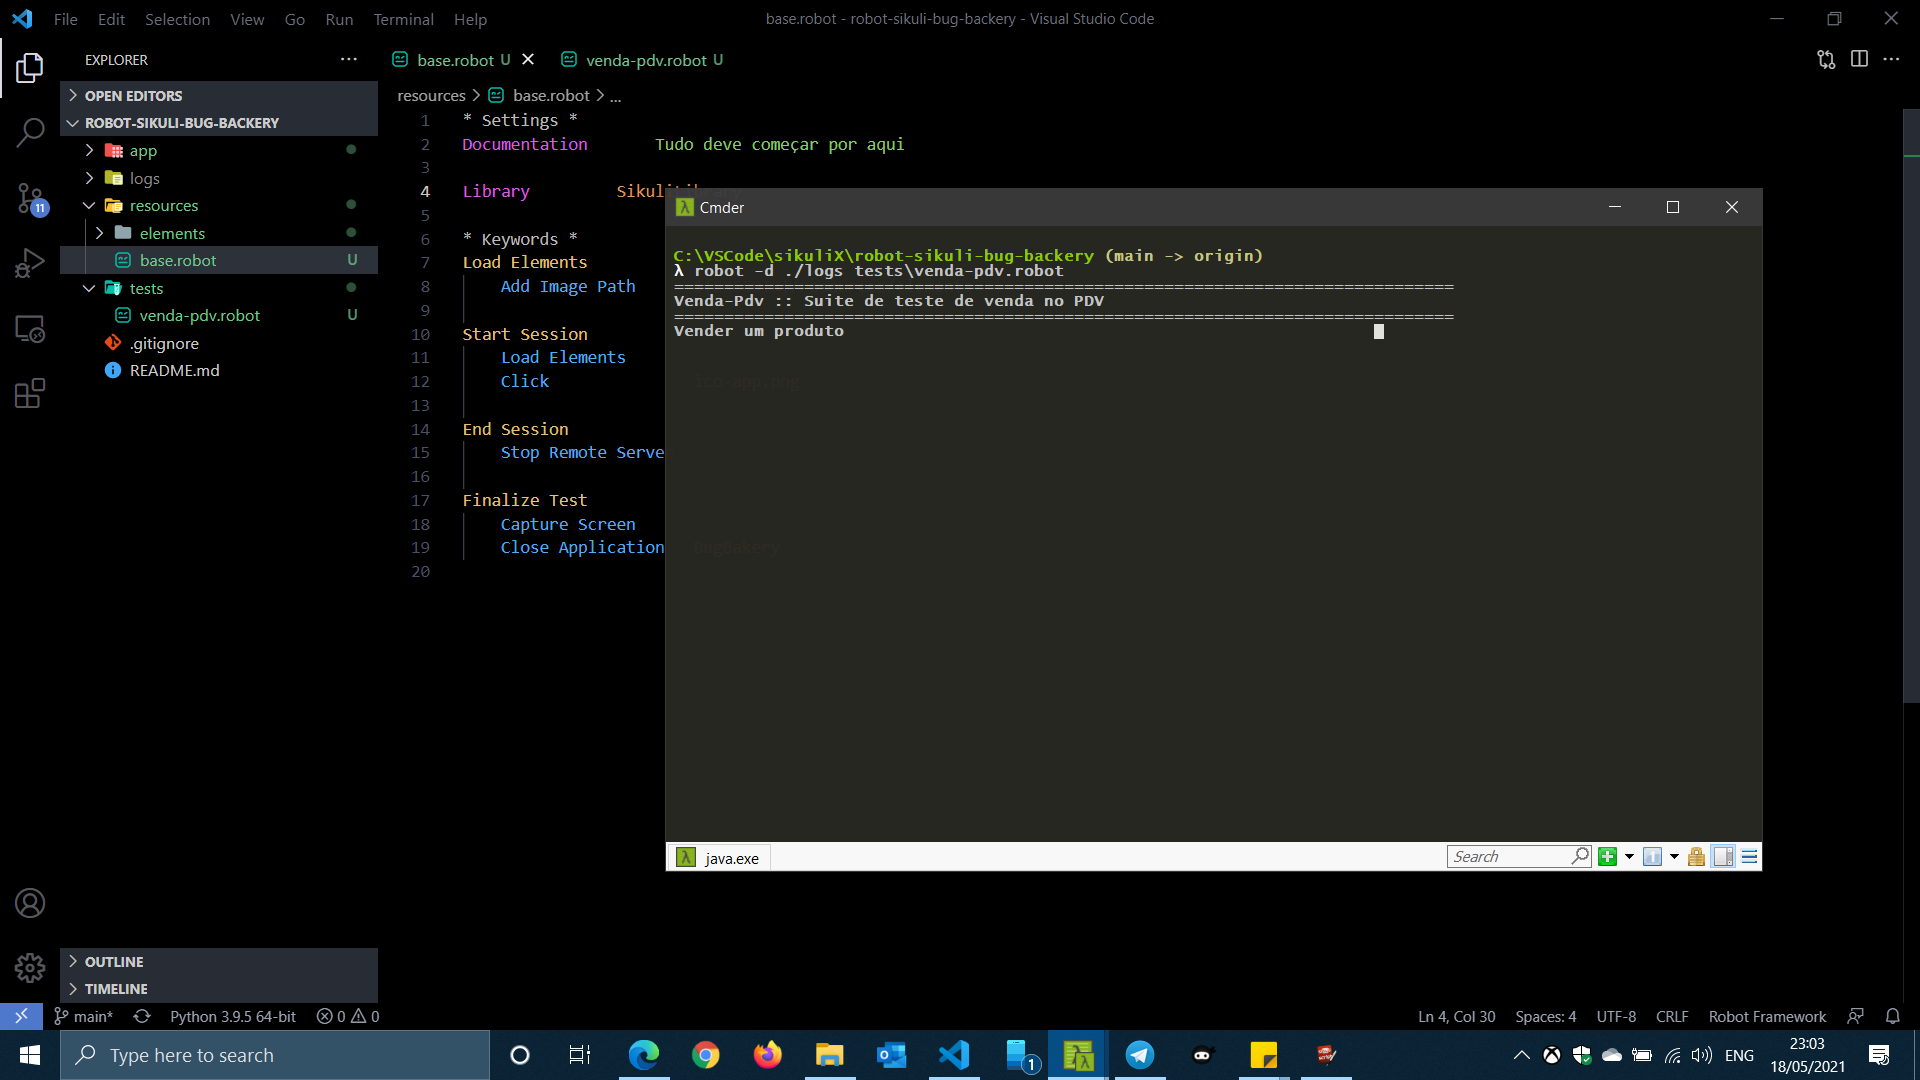 File Edit Selection View Go Run Terminal Help
base.robot - robot-sikuli-bug-backery - Visual Studio Code
EXPLORER
OPEN EDITORS
ROBOT-SIKULI-BUG-BACKERY
app
logs
resources
elements
base.robot U
tests
venda-pdv.robot U
.gitignore
README.md
OUTLINE
TIMELINE
11
base.robot U
venda-pdv.robot U
resources > base.robot > ...
1 * Settings *
2 Documentation Tudo deve começar por aqui
3
4 Library SikuliLibrary
5
6 * Keywords *
7 Load Elements
8 Add Image Path
9
10 Start Session
11 Load Elements
12 Click
13
14 End Session
15 Stop Remote Serve
16
17 Finalize Test
18 Capture Screen
19 Close Application
20
Cmder
C:\VSCode\sikuliX\robot-sikuli-bug-backery (main -> origin)
λ robot -d ./logs tests\venda-pdv.robot
==============================================================================
Venda-Pdv :: Suite de teste de venda no PDV
==============================================================================
Vender um produto
java.exe
Search
main*
Python 3.9.5 64-bit
0 0
Ln 4, Col 30
Spaces: 4
UTF-8
CRLF
Robot Framework
Type here to search
1
ENG
23:03
18/05/2021